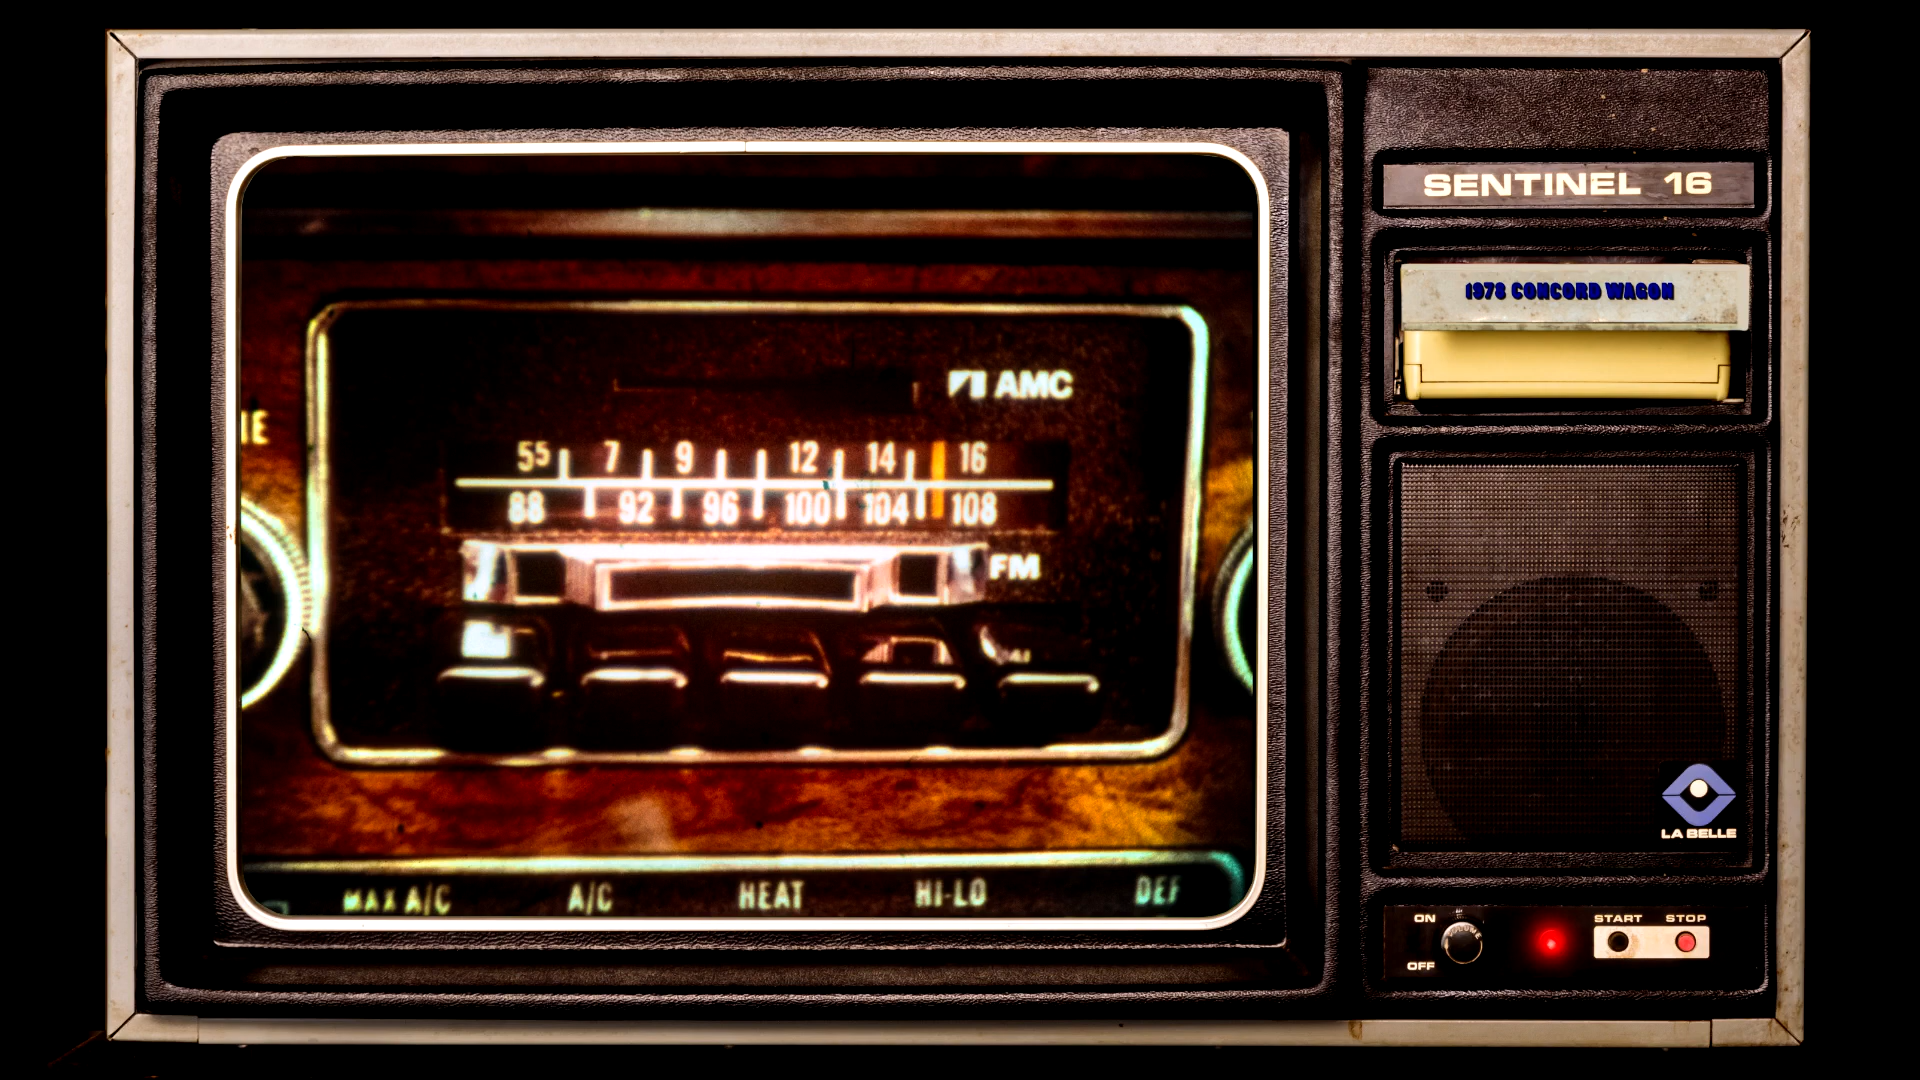 SENTINEL 16
1978 CONCORD WAGON
AMC
55 7 9 12 14 16
88 92 96 100 104 108
FM
MAX A/C A/C HEAT HI-LO DEF
LA BELLE
ON
OFF
VOLUME
START STOP